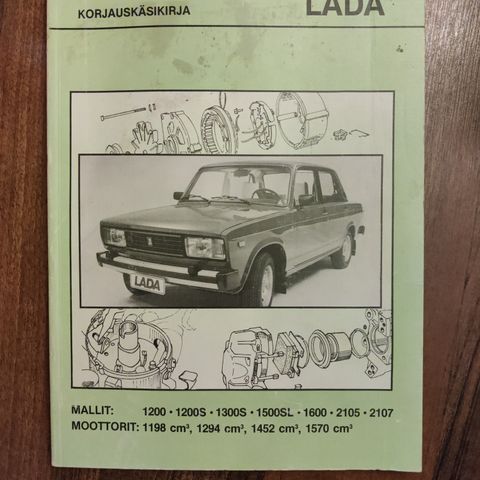 KORJAUSKÄSIKIRJA
LADA
LADA
MALLIT: 1200 • 1200S • 1300S • 1500SL • 1600 • 2105 • 2107
MOOTTORIT: 1198 cm³, 1294 cm³, 1452 cm³, 1570 cm³